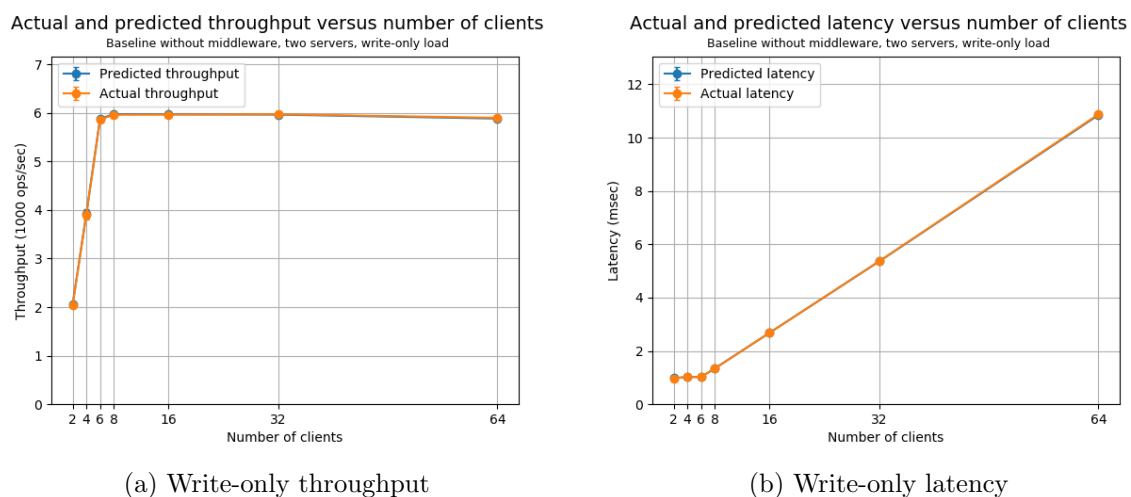 Actual and predicted throughput versus number of clients
Baseline without middleware, two servers, write-only load
7
6
5
4
3
2
1
0
Throughput (1000 ops/sec)
Predicted throughput
Actual throughput
2 4 6 8 16 32 64
Number of clients
(a) Write-only throughput
Actual and predicted latency versus number of clients
Baseline without middleware, two servers, write-only load
12
10
8
6
4
2
0
Latency (msec)
Predicted latency
Actual latency
2 4 6 8 16 32 64
Number of clients
(b) Write-only latency